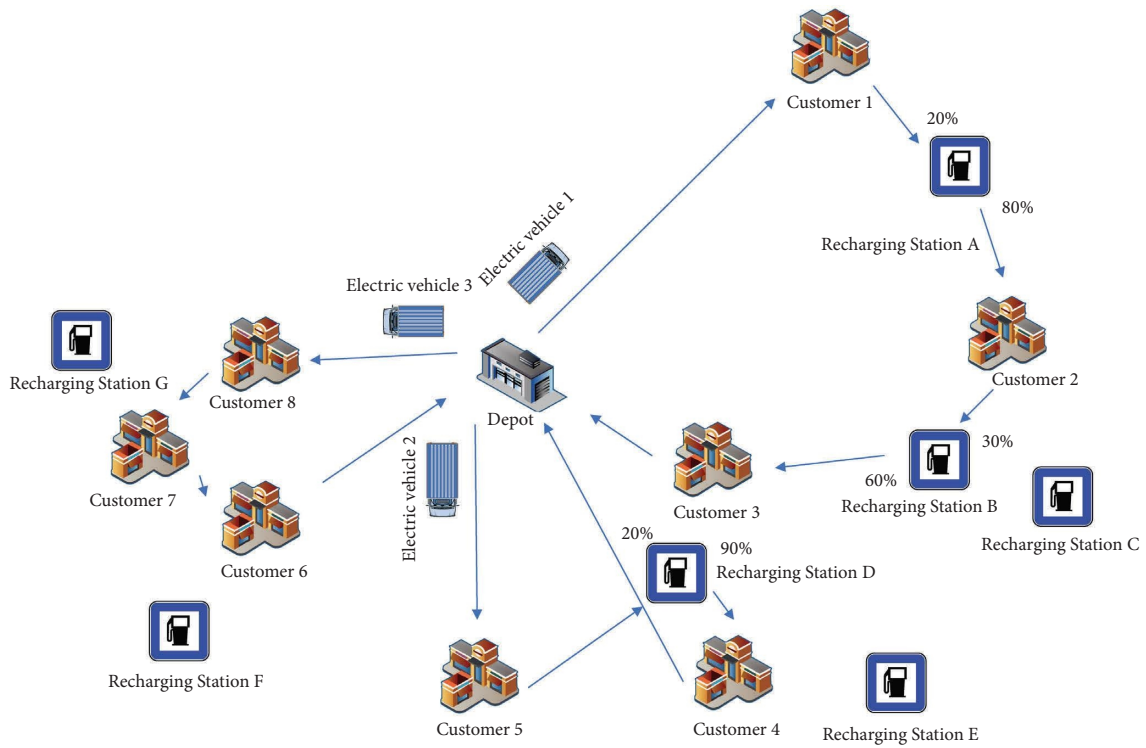 Customer 1
20%
80%
Recharging Station A
Electric vehicle 1
Electric vehicle 3
Recharging Station G
Customer 8
Customer 2
Depot
Customer 7
Customer 6
Electric vehicle 2
Customer 3
30%
60%
Recharging Station B
Recharging Station C
20%
90%
Recharging Station D
Recharging Station F
Customer 5
Customer 4
Recharging Station E